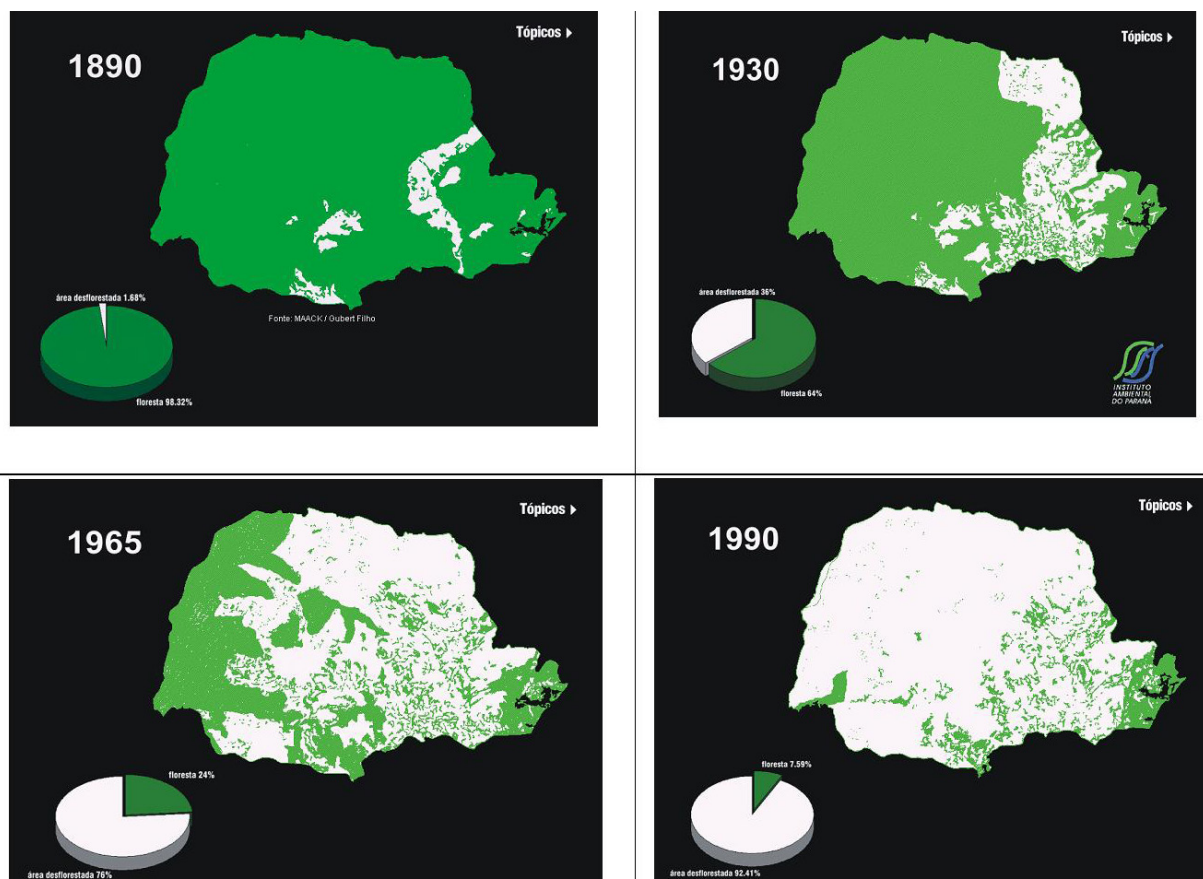 1890
Tópicos
área desflorestada 1.68%
Fonte: MAACK / Gubert Filho
floresta 98.32%
1930
Tópicos
área desflorestada 36%
floresta 64%
INSTITUTO
AMBIENTAL
DO PARANÁ
1965
Tópicos
floresta 24%
área desflorestada 76%
1990
Tópicos
floresta 7.59%
área desflorestada 92.41%